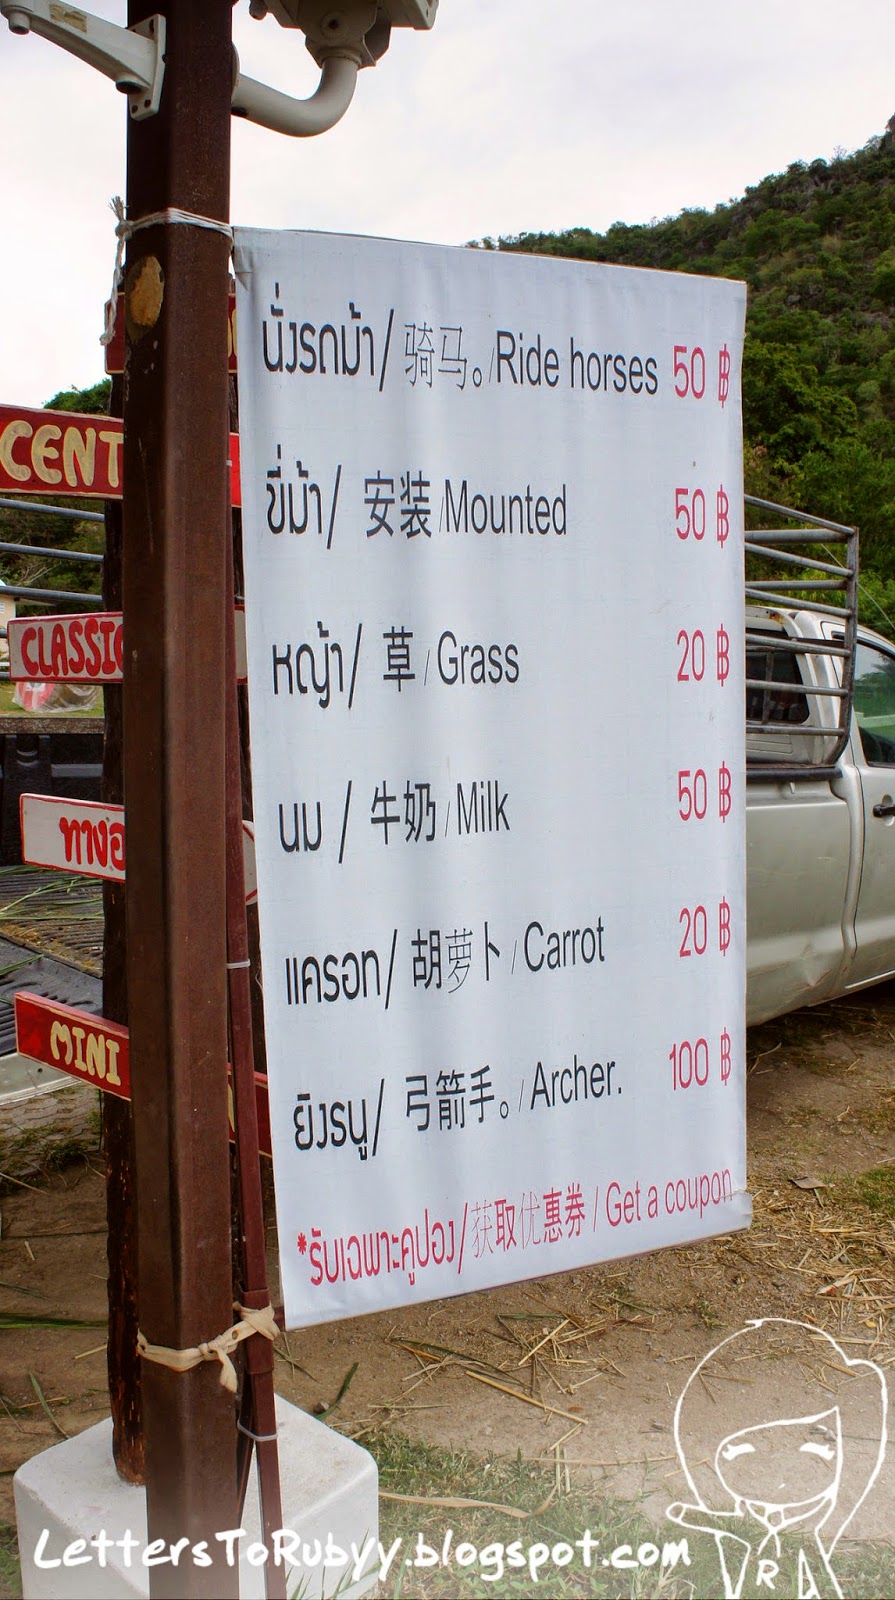 นั่งรถม้า/ 骑马。/Ride horses 50 ฿
ขี่ม้า/ 安装 /Mounted 50 ฿
หญ้า/ 草 / Grass 20 ฿
นม / 牛奶 / Milk 50 ฿
แครอท/ 胡萝卜 / Carrot 20 ฿
ยิงธนู/ 弓箭手。/ Archer. 100 ฿
*รับเฉพาะคูปอง/获取优惠券 / Get a coupon
CENT
CLASSIC
ทาง
MINI
LettersToRubyy.blogspot.com